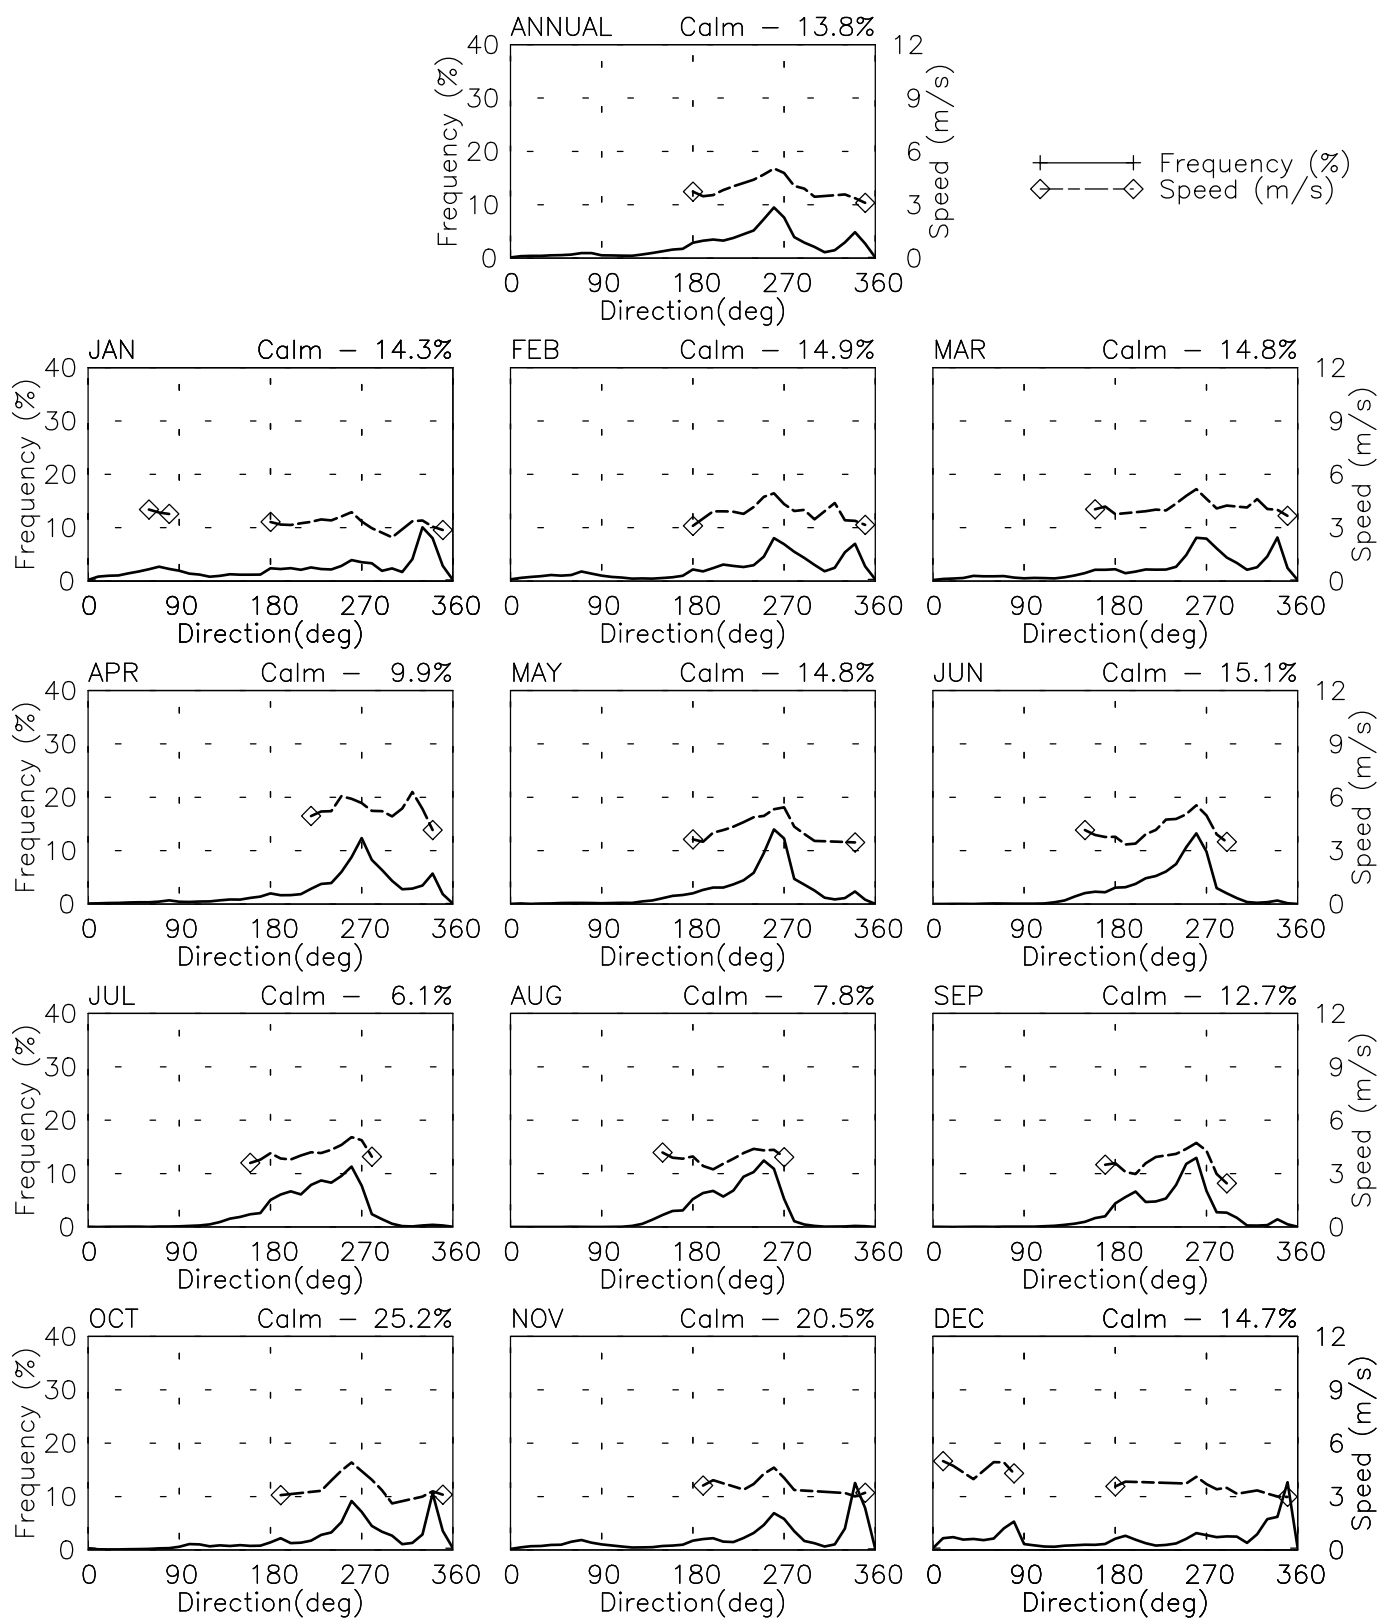 ANNUAL Calm - 13.8%
40 12
30 9
20 6
10 3
0 0
Frequency (%)
Speed (m/s)
0 90 180 270 360
Direction(deg)
Frequency (%)
Speed (m/s)
JAN Calm - 14.3% FEB Calm - 14.9% MAR Calm - 14.8%
40 12
30 9
20 6
10 3
0 0
Frequency (%)
Speed (m/s)
0 90 180 270 360 0 90 180 270 360 0 90 180 270 360
Direction(deg) Direction(deg) Direction(deg)
APR Calm - 9.9% MAY Calm - 14.8% JUN Calm - 15.1%
40 12
30 9
20 6
10 3
0 0
Frequency (%)
Speed (m/s)
0 90 180 270 360 0 90 180 270 360 0 90 180 270 360
Direction(deg) Direction(deg) Direction(deg)
JUL Calm - 6.1% AUG Calm - 7.8% SEP Calm - 12.7%
40 12
30 9
20 6
10 3
0 0
Frequency (%)
Speed (m/s)
0 90 180 270 360 0 90 180 270 360 0 90 180 270 360
Direction(deg) Direction(deg) Direction(deg)
OCT Calm - 25.2% NOV Calm - 20.5% DEC Calm - 14.7%
40 12
30 9
20 6
10 3
0 0
Frequency (%)
Speed (m/s)
0 90 180 270 360 0 90 180 270 360 0 90 180 270 360
Direction(deg) Direction(deg) Direction(deg)